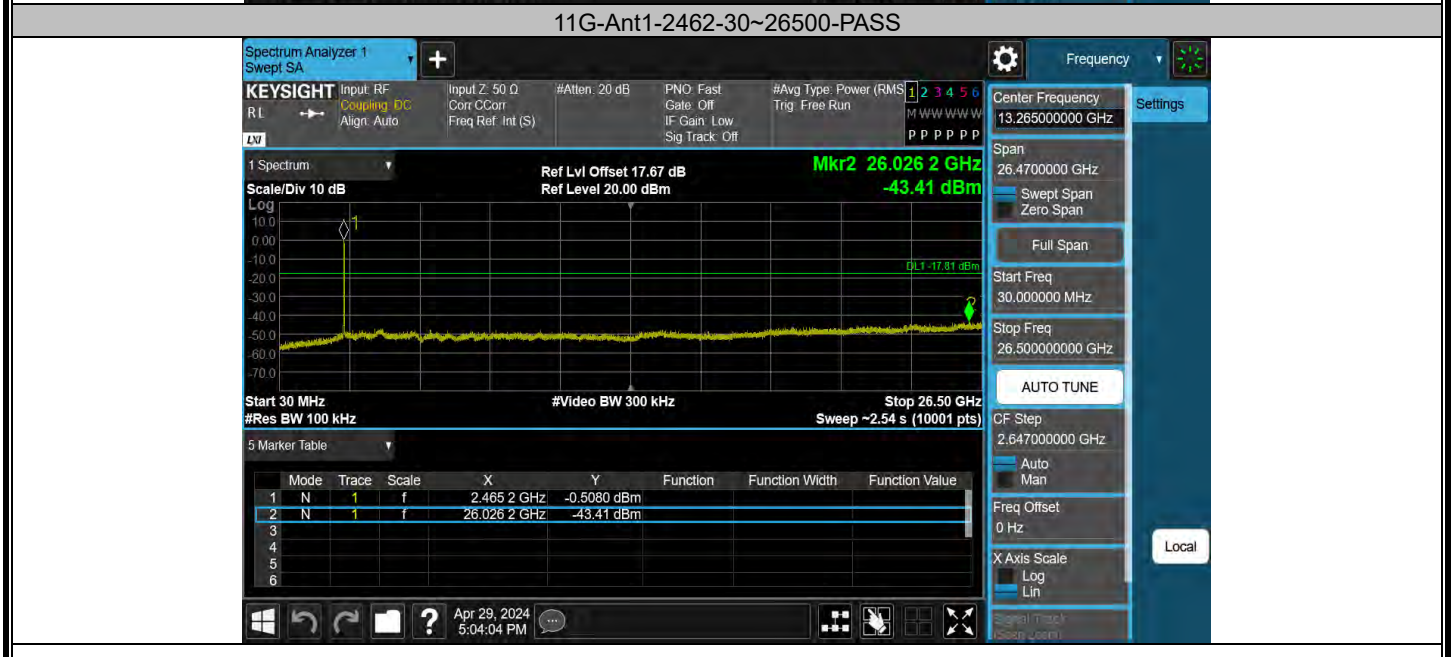 11G-Ant1-2462-30~26500-PASS
Spectrum Analyzer 1
Swept SA
+
Frequency
KEYSIGHT
R L
LXI
Input: RF
Coupling: DC
Align: Auto
Input Z: 50 Ω
Corr CCorr
Freq Ref: Int (S)
#Atten: 20 dB
PNO: Fast
Gate: Off
IF Gain: Low
Sig Track: Off
#Avg Type: Power (RMS
Trig: Free Run
1 2 3 4 5 6
M W W W W W
P P P P P P
Center Frequency
13.265000000 GHz
Settings
1 Spectrum
Scale/Div 10 dB
Ref Lvl Offset 17.67 dB
Ref Level 20.00 dBm
Mkr2 26.026 2 GHz
-43.41 dBm
Span
26.4700000 GHz
Swept Span
Zero Span
Full Span
Log
10.0
0.00
-10.0
-20.0
-30.0
-40.0
-50.0
-60.0
-70.0
1
DL1 -17.81 dBm
2
Start Freq
30.000000 MHz
Stop Freq
26.500000000 GHz
AUTO TUNE
Start 30 MHz
#Res BW 100 kHz
#Video BW 300 kHz
Stop 26.50 GHz
Sweep ~2.54 s (10001 pts)
CF Step
2.647000000 GHz
Auto
Man
5 Marker Table
Mode Trace Scale X Y Function Function Width Function Value
1 N 1 f 2.465 2 GHz -0.5080 dBm
2 N 1 f 26.026 2 GHz -43.41 dBm
3
4
5
6
Freq Offset
0 Hz
X Axis Scale
Log
Lin
Local
Signal Track
(Span Zoom)
?
Apr 29, 2024
5:04:04 PM